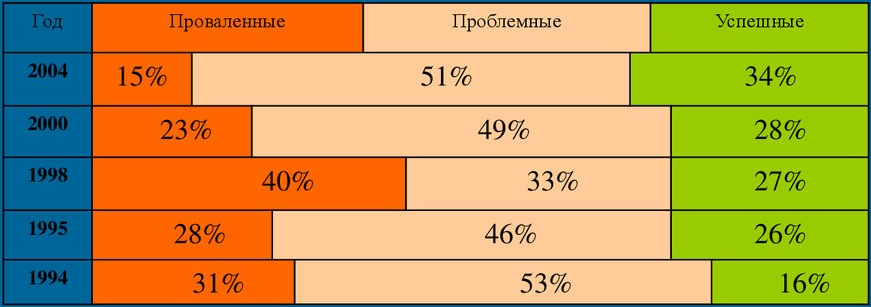 Год Проваленные Проблемные Успешные
2004 15% 51% 34%
2000 23% 49% 28%
1998 40% 33% 27%
1995 28% 46% 26%
1994 31% 53% 16%